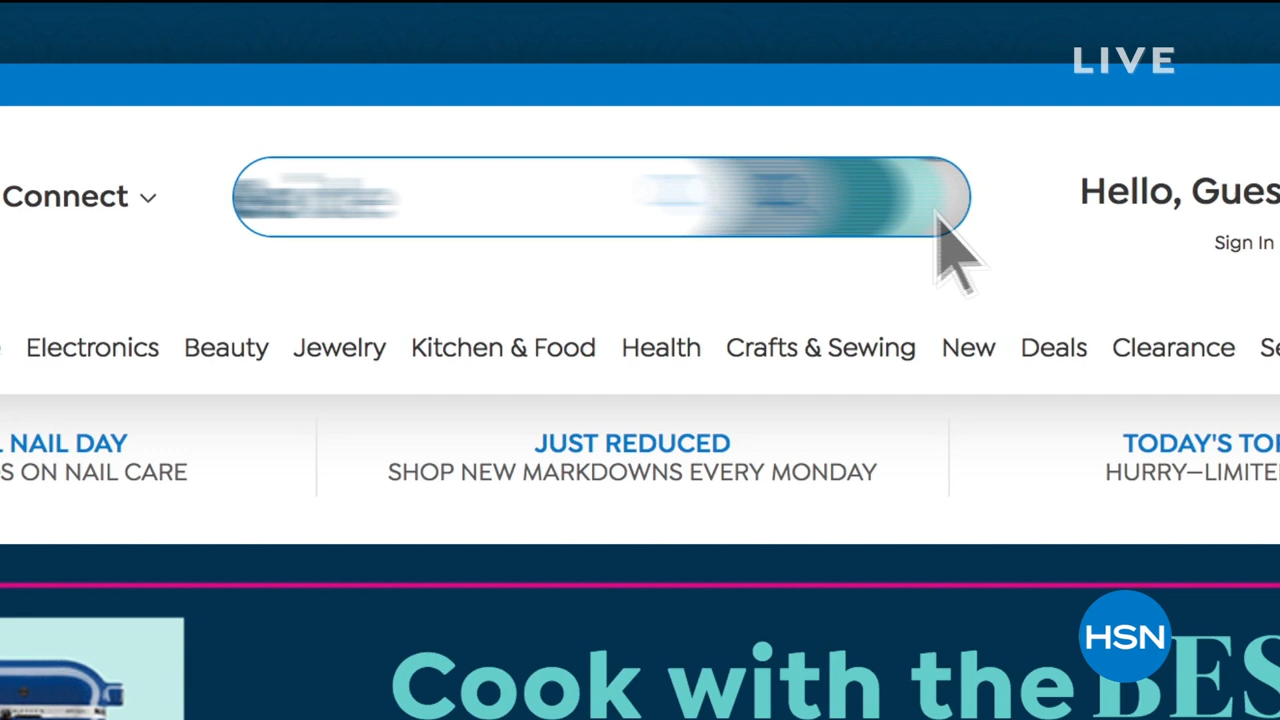 LIVE
Connect
Hello, Gues
Sign In
Electronics Beauty Jewelry Kitchen & Food Health Crafts & Sewing New Deals Clearance Se
NAIL DAY JUST REDUCED TODAY'S TO
S ON NAIL CARE SHOP NEW MARKDOWNS EVERY MONDAY HURRY—LIMITE
HSN
Cook with the BES